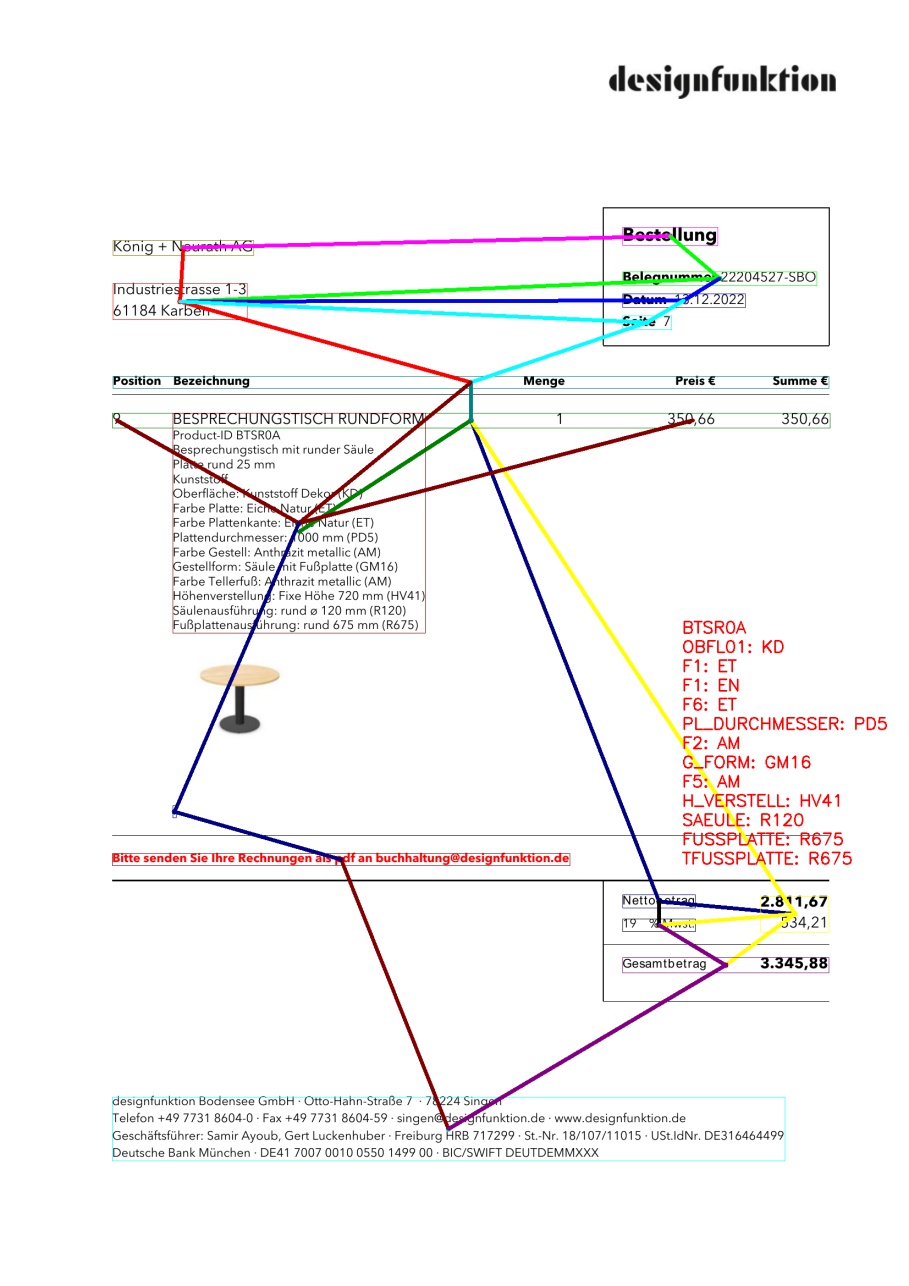 designfunktion
König + Neurath AG
Industriestrasse 1-3
61184 Karben
Bestellung
Belegnummer 22204527-SBO
Datum 13.12.2022
Seite 7
Position Bezeichnung Menge Preis € Summe €
9 BESPRECHUNGSTISCH RUNDFORM 1 350,66 350,66
Product-ID BTSR0A
Besprechungstisch mit runder Säule
Platte rund 25 mm
Kunststoff
Oberfläche: Kunststoff Dekor (KD)
Farbe Platte: Eiche Natur (ET)
Farbe Plattenkante: Eiche Natur (ET)
Plattendurchmesser: 1000 mm (PD5)
Farbe Gestell: Anthrazit metallic (AM)
Gestellform: Säule mit Fußplatte (GM16)
Farbe Tellerfuß: Anthrazit metallic (AM)
Höhenverstellung: Fixe Höhe 720 mm (HV41)
Säulenausführung: rund ø 120 mm (R120)
Fußplattenausführung: rund 675 mm (R675)
BTSR0A
OBFL01: KD
F1: ET
F1: EN
F6: ET
PL_DURCHMESSER: PD5
F2: AM
G_FORM: GM16
F5: AM
H_VERSTELL: HV41
SAEULE: R120
FUSSPLATTE: R675
TFUSSPLATTE: R675
Bitte senden Sie Ihre Rechnungen als pdf an buchhaltung@designfunktion.de
Nettobetrag 2.811,67
19 % Mwst. 534,21
Gesamtbetrag 3.345,88
designfunktion Bodensee GmbH · Otto-Hahn-Straße 7 · 78224 Singen
Telefon +49 7731 8604-0 · Fax +49 7731 8604-59 · singen@designfunktion.de · www.designfunktion.de
Geschäftsführer: Samir Ayoub, Gert Luckenhuber · Freiburg HRB 717299 · St.-Nr. 18/107/11015 · USt.IdNr. DE316464499
Deutsche Bank München · DE41 7007 0010 0550 1499 00 · BIC/SWIFT DEUTDEMMXXX